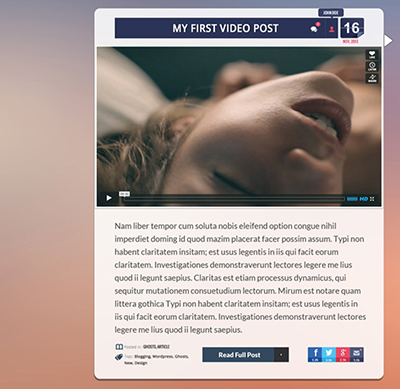 JOHN DOE
MY FIRST VIDEO POST
16
NOV, 2013
LIKE
LATER
SHARE
HD
Nam liber tempor cum soluta nobis eleifend option congue nihil
imperdiet doming id quod mazim placerat facer possim assum. Typi non
habent claritatem insitam; est usus legentis in iis qui facit eorum
claritatem. Investigationes demonstraverunt lectores legere me lius
quod ii legunt saepius. Claritas est etiam processus dynamicus, qui
sequitur mutationem consuetudium lectorum. Mirum est notare quam
littera gothica Typi non habent claritatem insitam; est usus legentis in
iis qui facit eorum claritatem. Investigationes demonstraverunt lectores
legere me lius quod ii legunt saepius.
Posted in: GHOSTS, ARTICLE
Tags: Blogging, Wordpress, Ghosts,
New, Design
Read Full Post